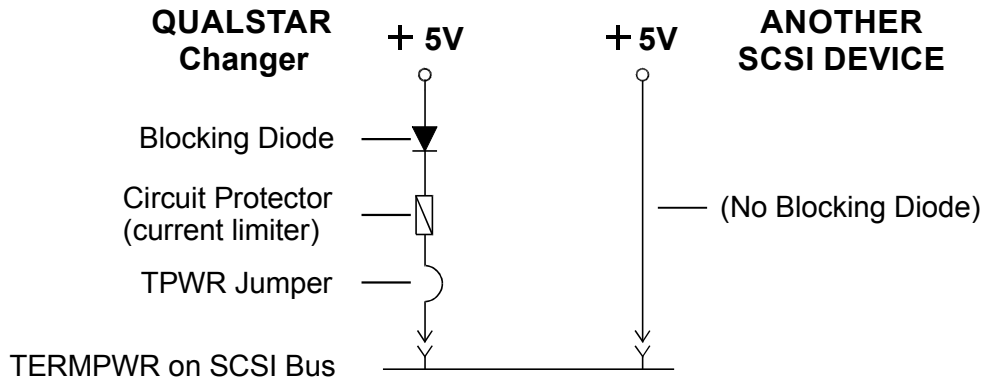 QUALSTAR
Changer
+ 5V
+ 5V
ANOTHER
SCSI DEVICE
Blocking Diode
Circuit Protector
(current limiter)
(No Blocking Diode)
TPWR Jumper
TERMPWR on SCSI Bus